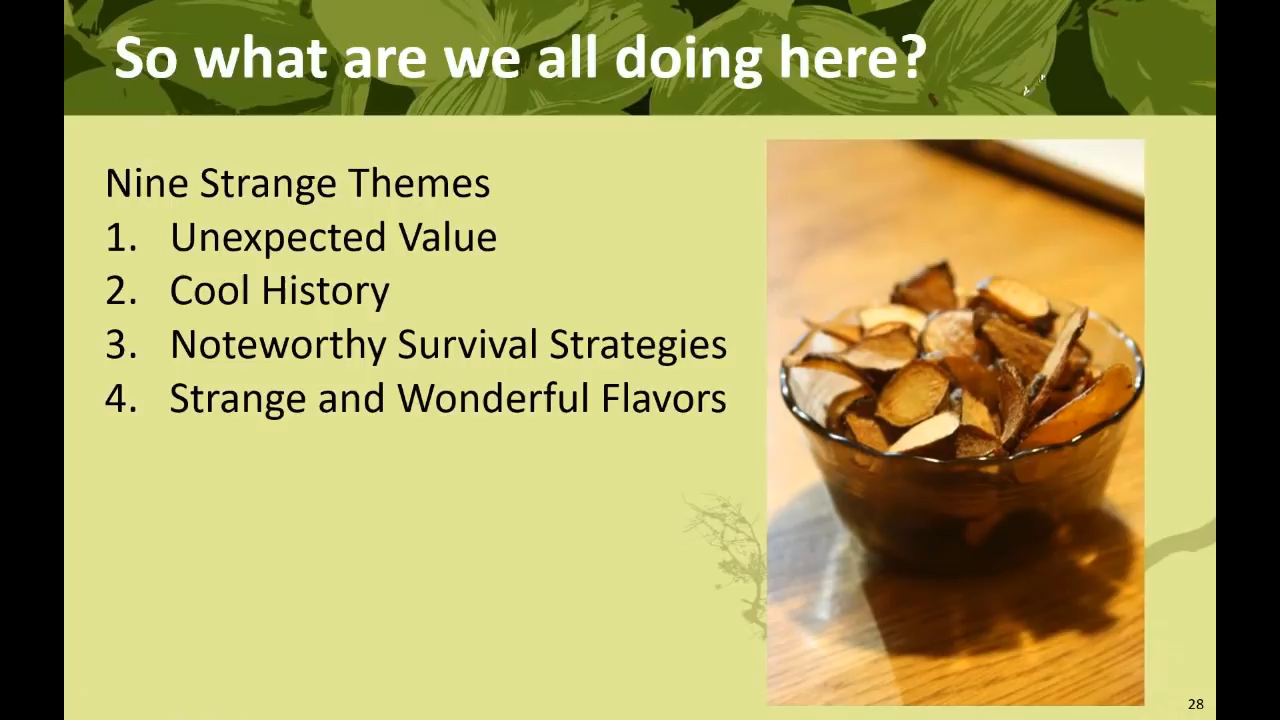 So what are we all doing here?
Nine Strange Themes
1. Unexpected Value
2. Cool History
3. Noteworthy Survival Strategies
4. Strange and Wonderful Flavors
28